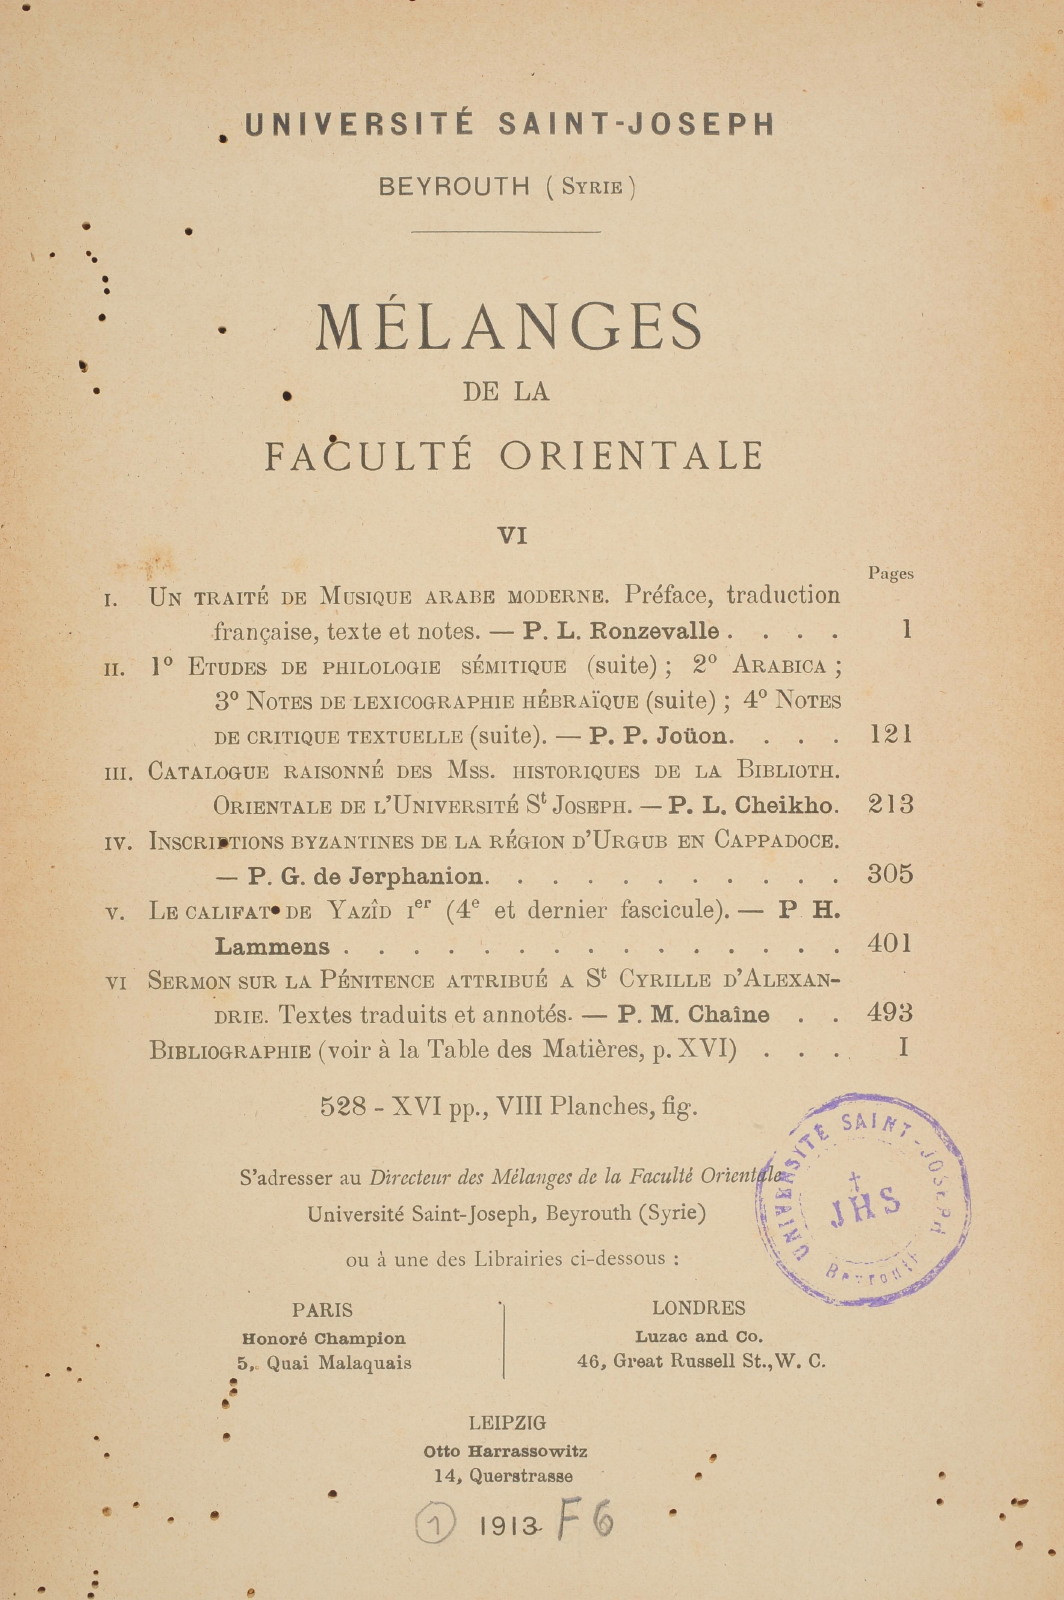 UNIVERSITÉ SAINT-JOSEPH
BEYROUTH (SYRIE)
MÉLANGES
DE LA
FACULTÉ ORIENTALE
VI
Pages
I. UN TRAITÉ DE MUSIQUE ARABE MODERNE. Préface, traduction
française, texte et notes. — P. L. Ronzevalle . . . . 1
II. 1º ETUDES DE PHILOLOGIE SÉMITIQUE (suite) ; 2º ARABICA ;
3º NOTES DE LEXICOGRAPHIE HÉBRAÏQUE (suite) ; 4º NOTES
DE CRITIQUE TEXTUELLE (suite). — P. P. Joüon. . . . . 121
III. CATALOGUE RAISONNÉ DES MSS. HISTORIQUES DE LA BIBLIOTH.
ORIENTALE DE L'UNIVERSITÉ St JOSEPH. — P. L. Cheikho. 213
IV. INSCRIPTIONS BYZANTINES DE LA RÉGION D'URGUB EN CAPPADOCE.
— P. G. de Jerphanion. . . . . . . . . . . . 305
V. LE CALIFAT DE YAZÎD Ier (4e et dernier fascicule). — P H.
Lammens . . . . . . . . . . . . . . . 401
VI SERMON SUR LA PÉNITENCE ATTRIBUÉ A St CYRILLE D'ALEXAN-
DRIE. Textes traduits et annotés. — P. M. Chaîne . . 493
BIBLIOGRAPHIE (voir à la Table des Matières, p. XVI) . . . . I
528 - XVI pp., VIII Planches, fig.
S'adresser au Directeur des Mélanges de la Faculté Orientale
Université Saint-Joseph, Beyrouth (Syrie)
ou à une des Librairies ci-dessous :
UNIVERSITÉ SAINT-JOSEPH
JHS
Beyrouth
PARIS
Honoré Champion
5, Quai Malaquais
LONDRES
Luzac and Co.
46, Great Russell St., W. C.
LEIPZIG
Otto Harrassowitz
14, Querstrasse
1 1913 F 6